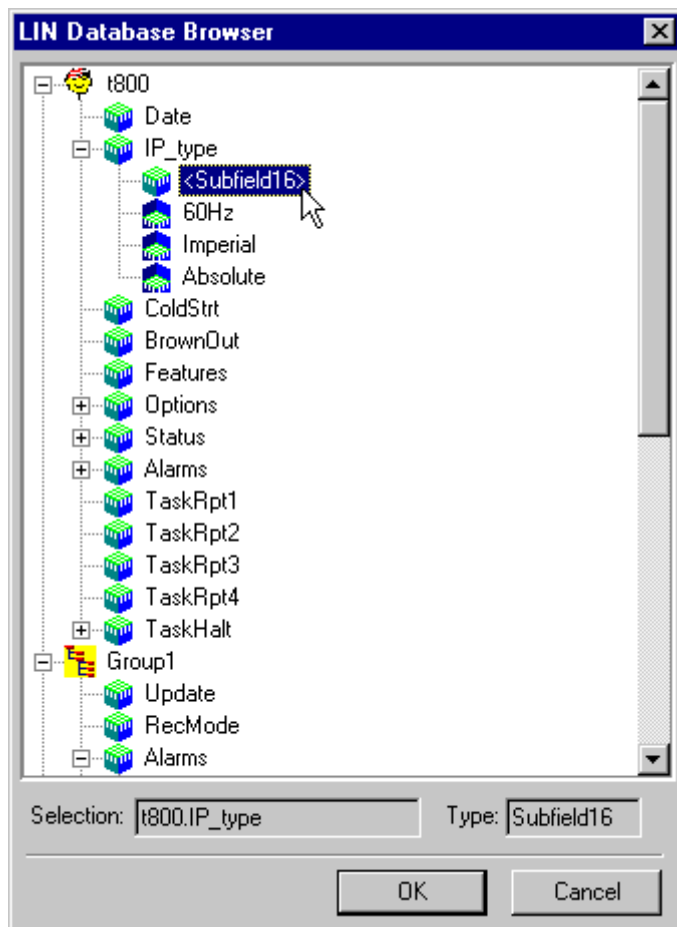 LIN Database Browser
t800
Date
IP_type
<Subfield16>
60Hz
Imperial
Absolute
ColdStrt
BrownOut
Features
Options
Status
Alarms
TaskRpt1
TaskRpt2
TaskRpt3
TaskRpt4
TaskHalt
Group1
Update
RecMode
Alarms
Selection: t800.IP_type Type: Subfield16
OK Cancel